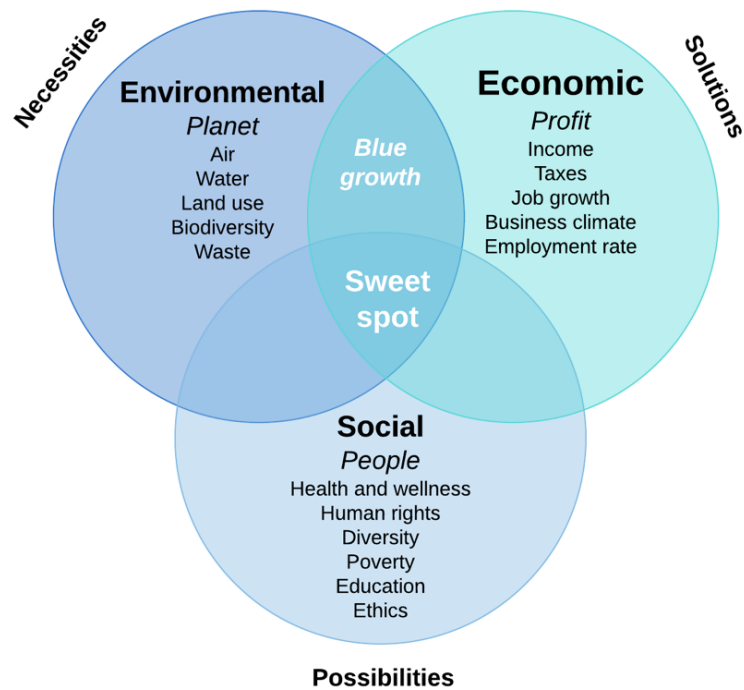 Necessities
Solutions
Environmental
Planet
Air
Water
Land use
Biodiversity
Waste
Blue
growth
Economic
Profit
Income
Taxes
Job growth
Business climate
Employment rate
Sweet
spot
Social
People
Health and wellness
Human rights
Diversity
Poverty
Education
Ethics
Possibilities